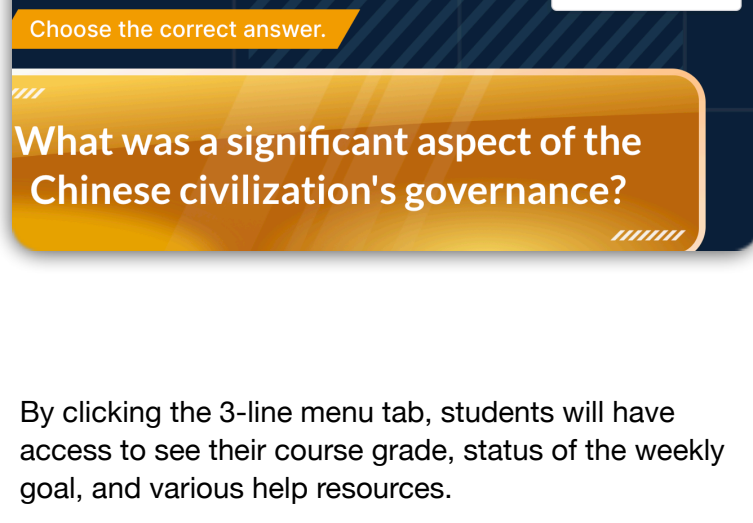 Choose the correct answer.
What was a significant aspect of the
Chinese civilization's governance?
By clicking the 3-line menu tab, students will have
access to see their course grade, status of the weekly
goal, and various help resources.